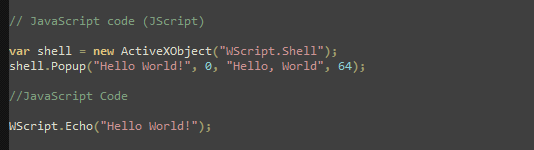 // JavaScript code (JScript)
var shell = new ActiveXObject("WScript.Shell");
shell.Popup("Hello World!", 0, "Hello, World", 64);
//JavaScript Code
WScript.Echo("Hello World!");